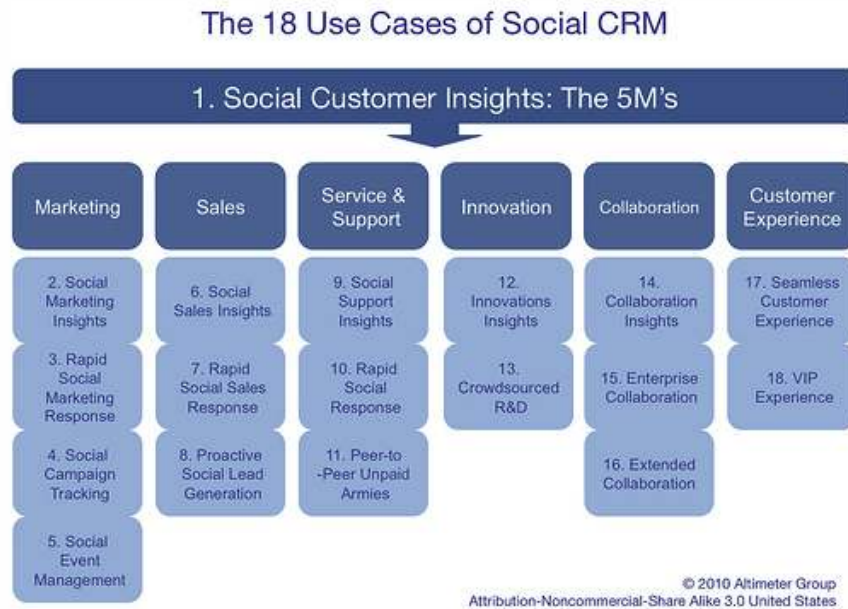 The 18 Use Cases of Social CRM
1. Social Customer Insights: The 5M's
Marketing
Sales
Service &
Support
Innovation
Collaboration
Customer
Experience
2. Social
Marketing
Insights
3. Rapid
Social
Marketing
Response
4. Social
Campaign
Tracking
5. Social
Event
Management
6. Social
Sales Insights
7. Rapid
Social Sales
Response
8. Proactive
Social Lead
Generation
9. Social
Support
Insights
10. Rapid
Social
Response
11. Peer-to
-Peer Unpaid
Armies
12.
Innovations
Insights
13.
Crowdsourced
R&D
14.
Collaboration
Insights
15. Enterprise
Collaboration
16. Extended
Collaboration
17. Seamless
Customer
Experience
18. VIP
Experience
© 2010 Altimeter Group
Attribution-Noncommercial-Share Alike 3.0 United States